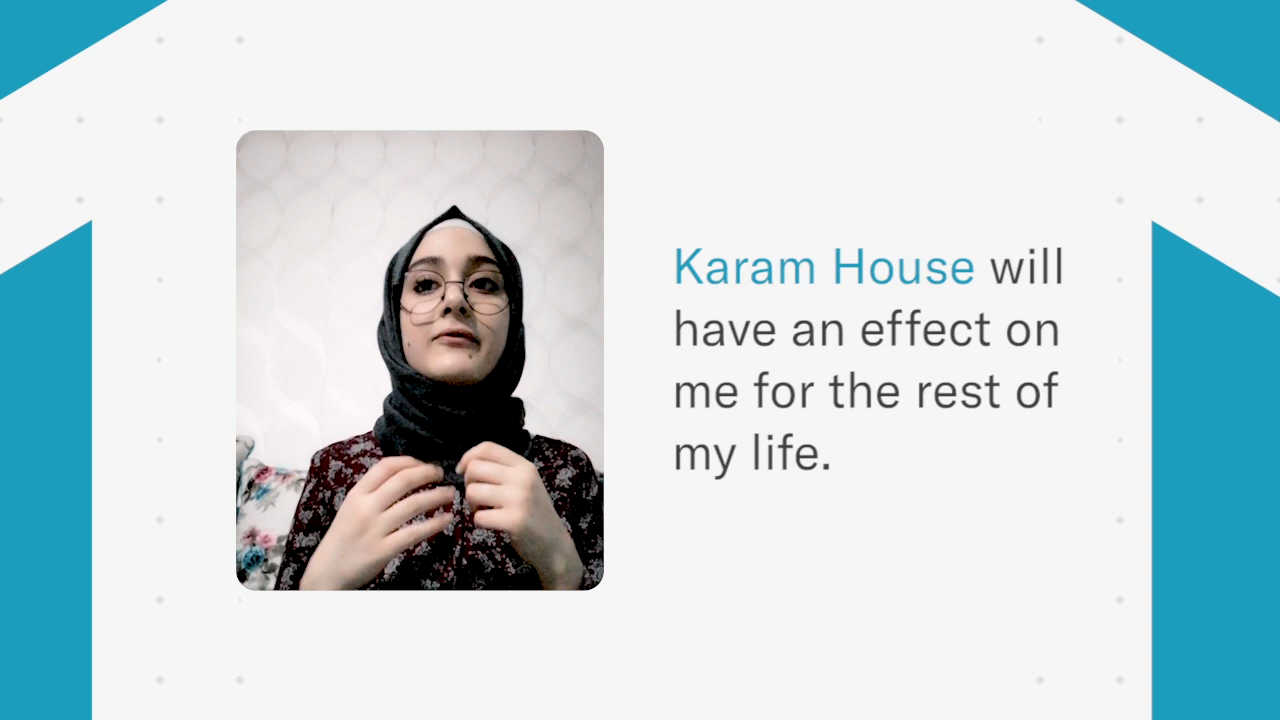 Karam House will
have an effect on
me for the rest of
my life.